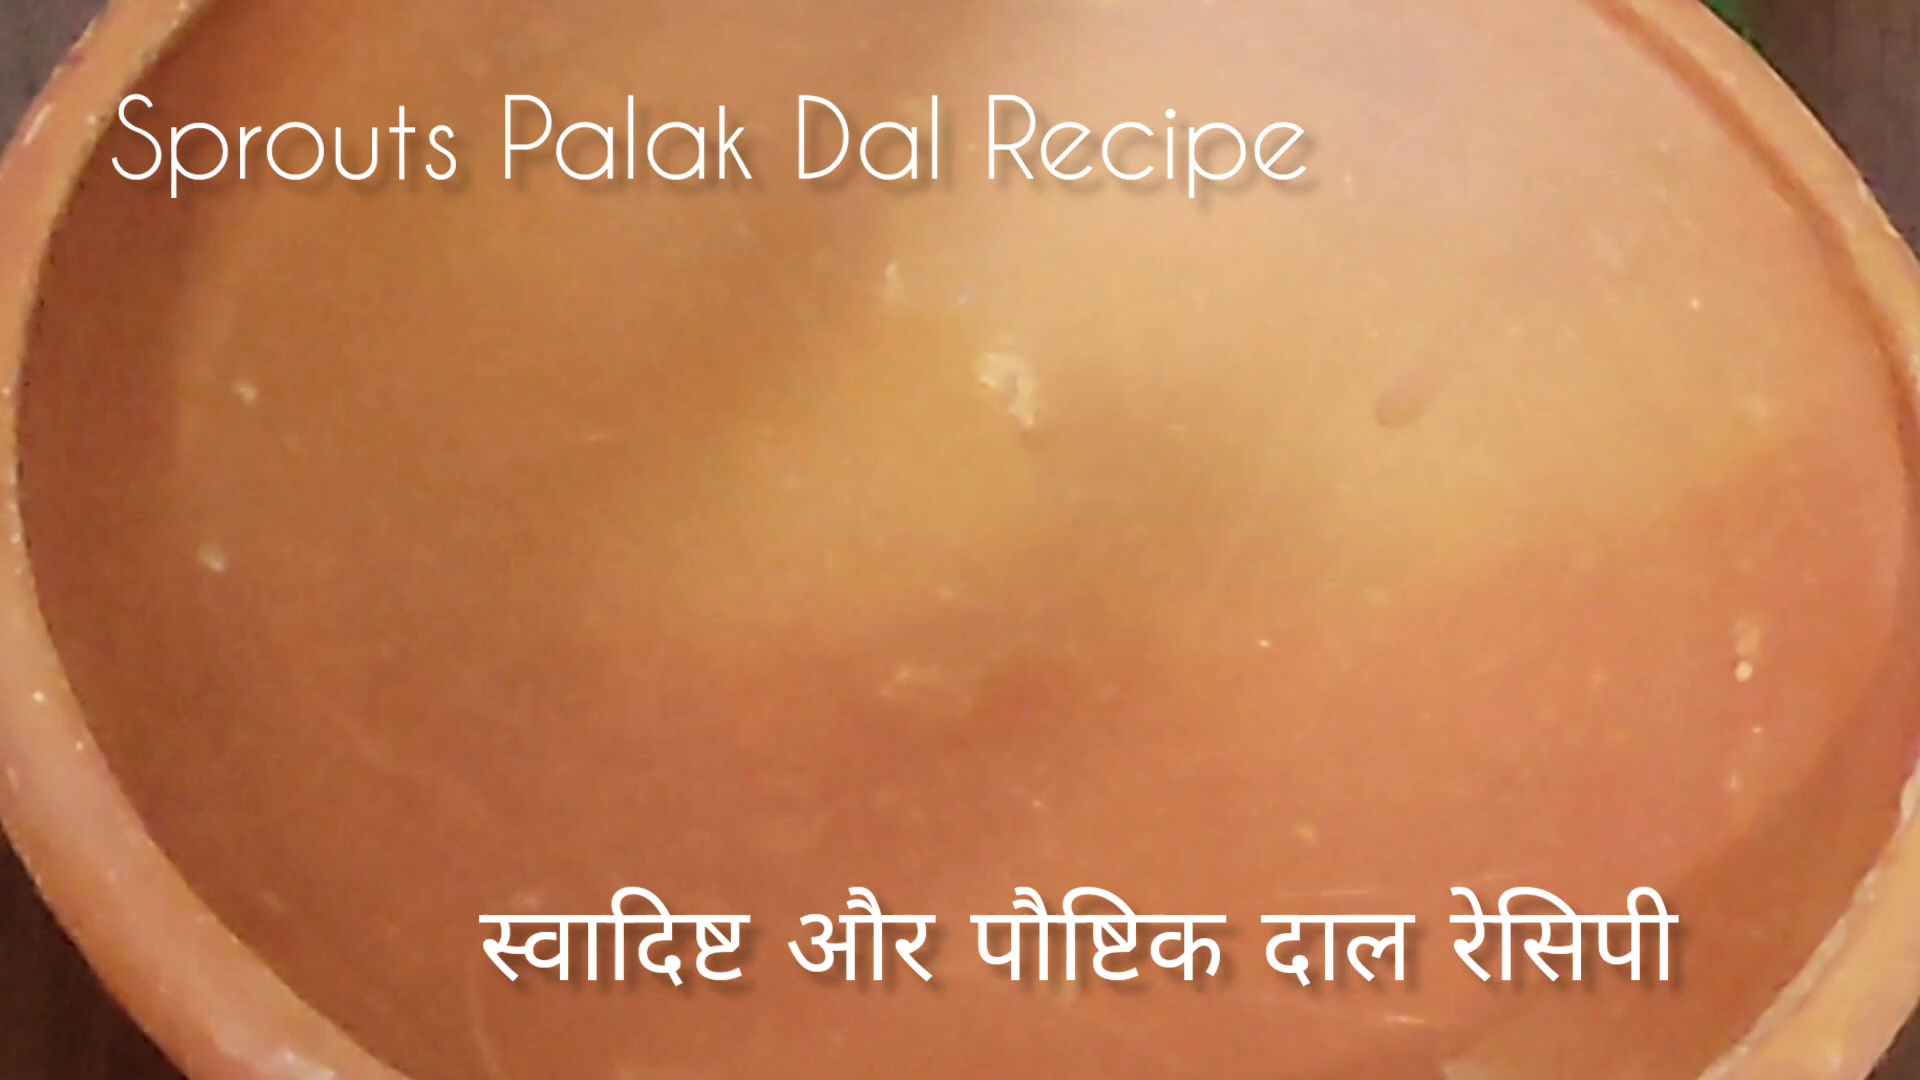 Sprouts Palak Dal Recipe
स्वादिष्ट और पौष्टिक दाल रेसिपी